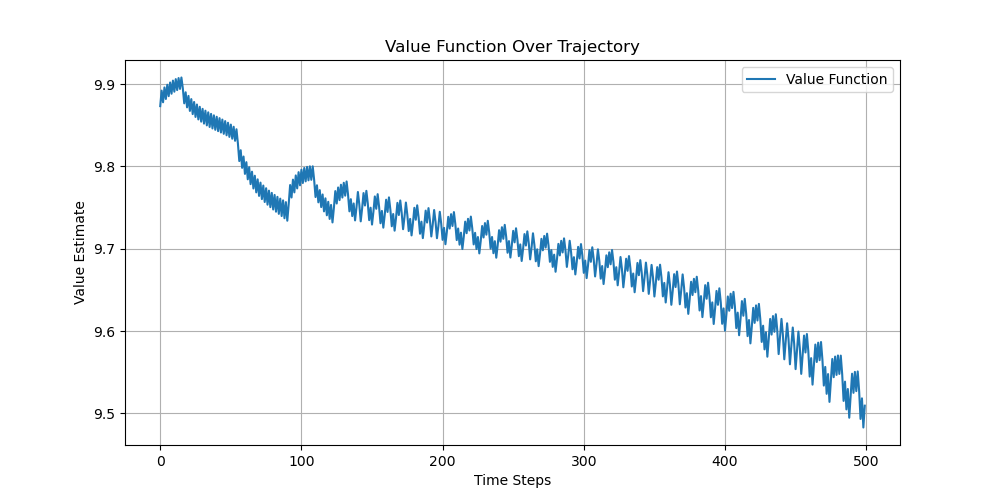 Value Function Over Trajectory
Value Function
9.9
9.8
9.7
9.6
9.5
Value Estimate
0 100 200 300 400 500
Time Steps